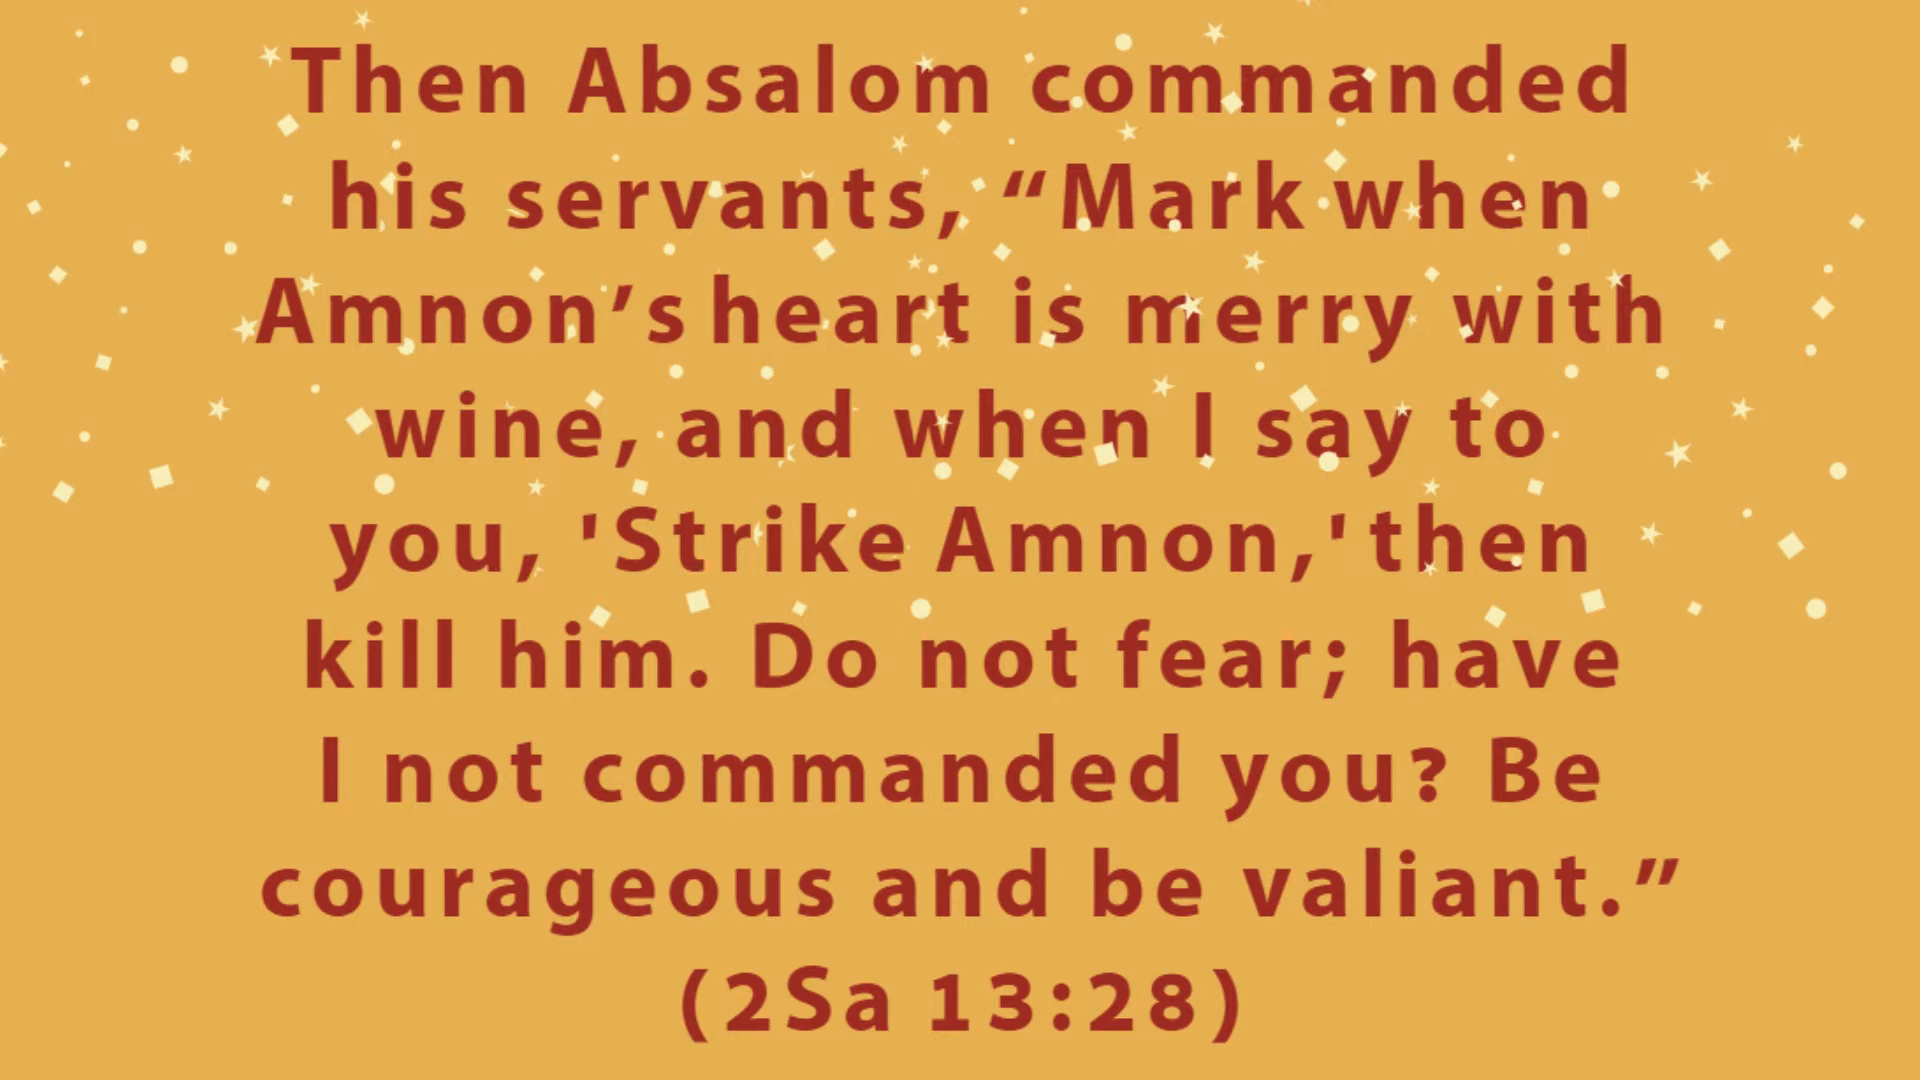 Then Absalom commanded
his servants, “Mark when
Amnon’s heart is merry with
wine, and when I say to
you, 'Strike Amnon,' then
kill him. Do not fear; have
I not commanded you? Be
courageous and be valiant.”
(2Sa 13:28)